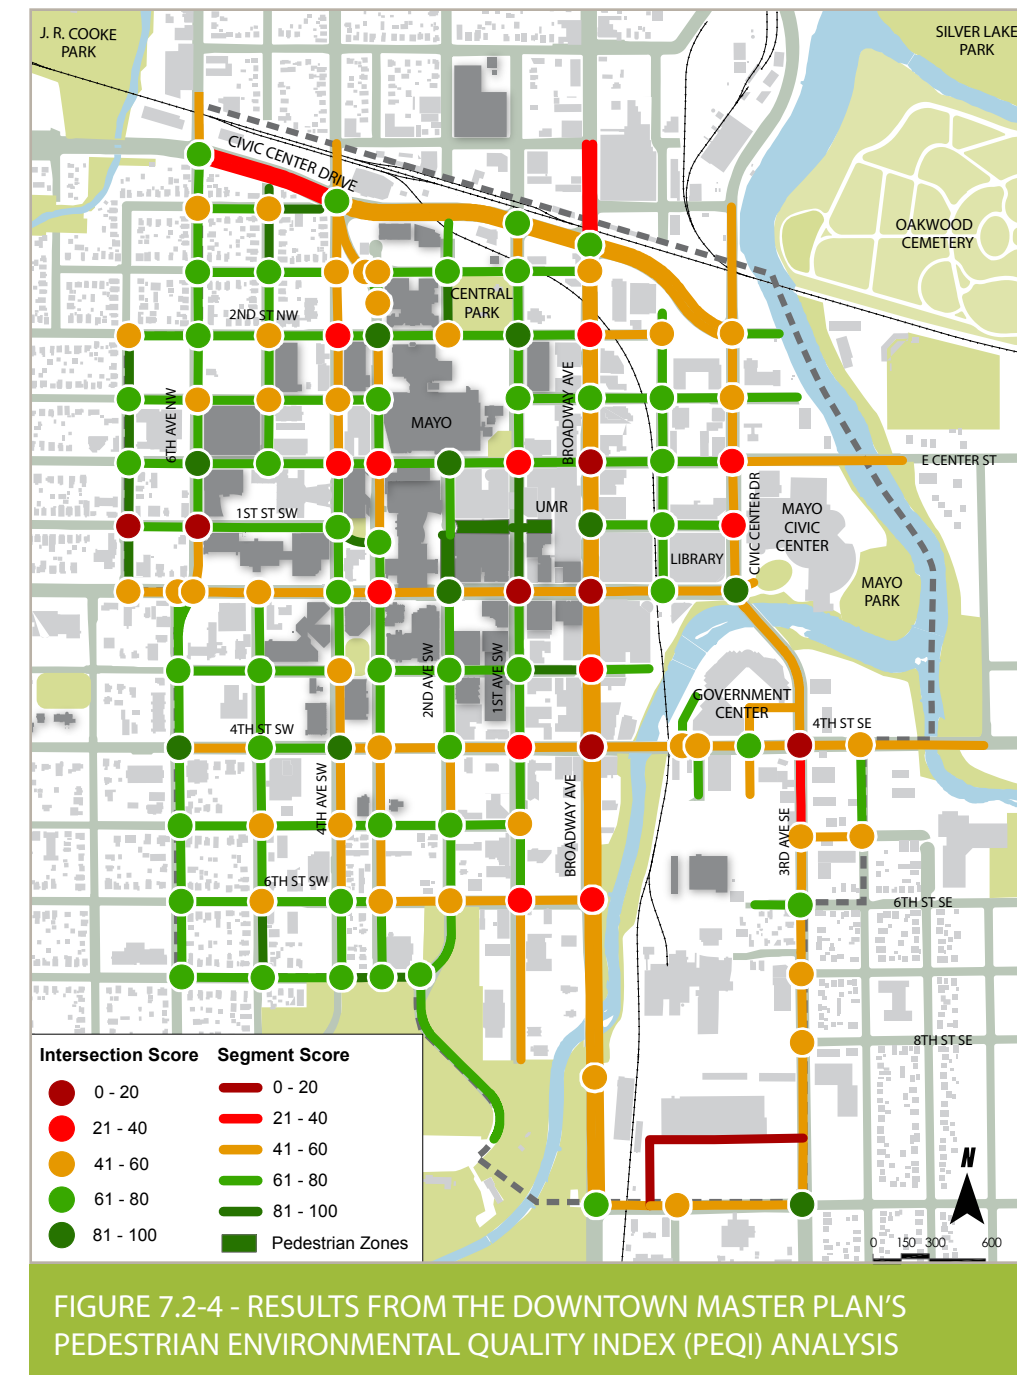 J. R. COOKE
PARK
SILVER LAKE
PARK
CIVIC CENTER DRIVE
OAKWOOD
CEMETERY
CENTRAL
PARK
2ND ST NW
6TH AVE NW
BROADWAY AVE
MAYO
E CENTER ST
1ST ST SW
UMR
CIVIC CENTER DR
MAYO
CIVIC
CENTER
LIBRARY
MAYO
PARK
2ND AVE SW
1ST AVE SW
GOVERNMENT
CENTER
4TH ST SW
4TH ST SE
4TH AVE SW
BROADWAY AVE
3RD AVE SE
6TH ST SW
6TH ST SE
8TH ST SE
Intersection Score
0 - 20
21 - 40
41 - 60
61 - 80
81 - 100
Segment Score
0 - 20
21 - 40
41 - 60
61 - 80
81 - 100
Pedestrian Zones
N
0 150 300 600
FIGURE 7.2-4 - RESULTS FROM THE DOWNTOWN MASTER PLAN'S
PEDESTRIAN ENVIRONMENTAL QUALITY INDEX (PEQI) ANALYSIS